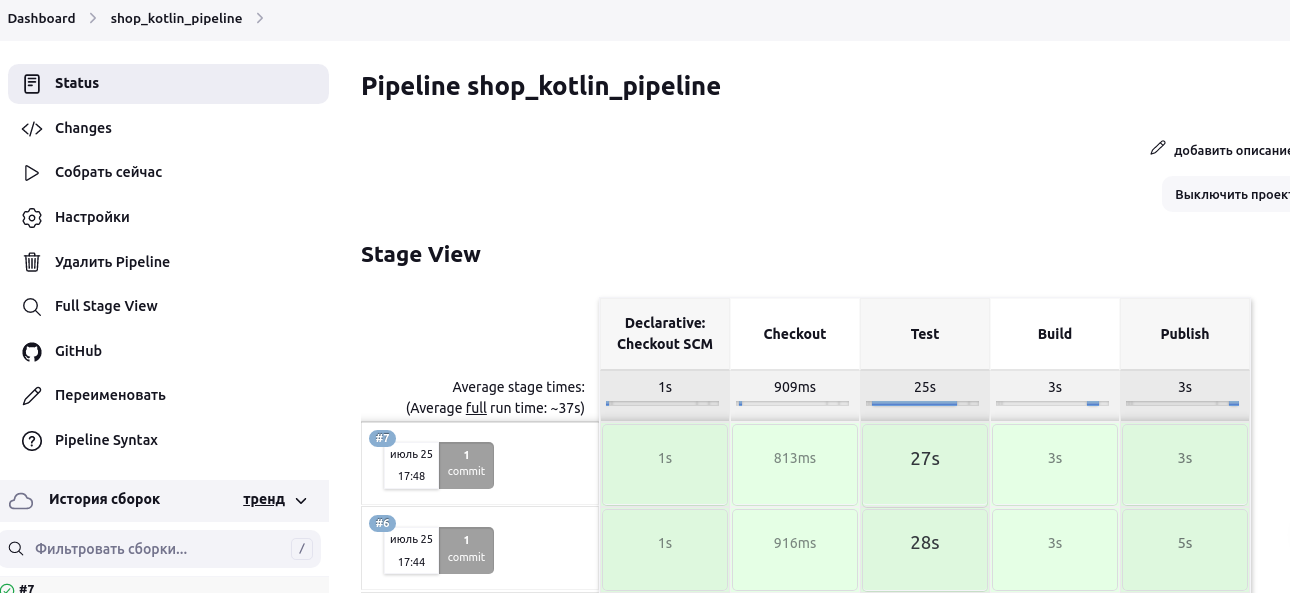 Dashboard
shop_kotlin_pipeline
Status
Changes
Собрать сейчас
Настройки
Удалить Pipeline
Full Stage View
GitHub
Переименовать
Pipeline Syntax
История сборок
тренд
Фильтровать сборки...
/
#7
Pipeline shop_kotlin_pipeline
добавить описание
Выключить проект
Stage View
Declarative:
Checkout SCM
Checkout
Test
Build
Publish
Average stage times:
(Average full run time: ~37s)
1s
909ms
25s
3s
3s
#7
июль 25
17:48
1
commit
1s
813ms
27s
3s
3s
#6
июль 25
17:44
1
commit
1s
916ms
28s
3s
5s